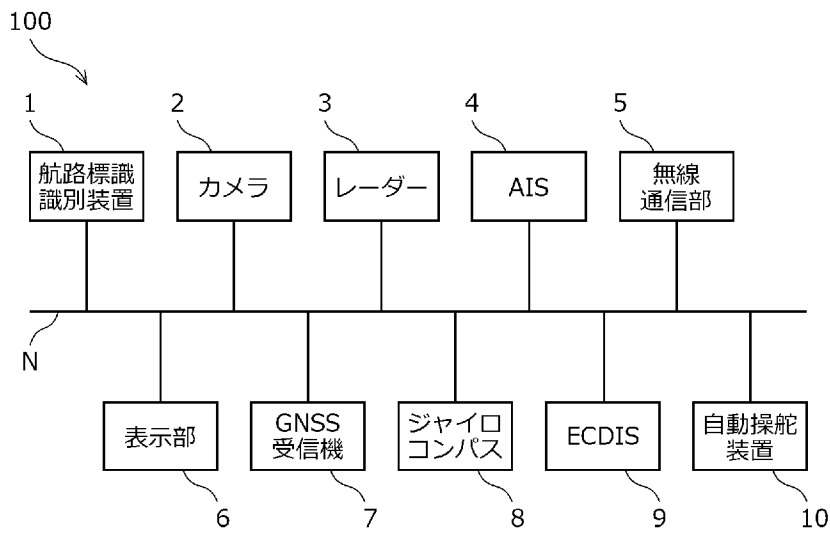 100
1
2
3
4
5
航路標識
識別装置
カメラ
レーダー
AIS
無線
通信部
N
表示部
GNSS
受信機
ジャイロ
コンパス
ECDIS
自動操舵
装置
6
7
8
9
10